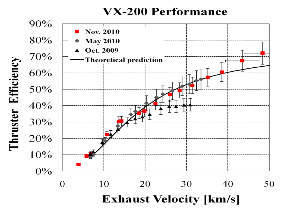 VX-200 Performance
90%
80%
70%
60%
50%
40%
30%
20%
10%
0%
Thruster Efficiency
Nov. 2010
May 2010
Oct. 2009
Theoretical prediction
0 10 20 30 40 50
Exhaust Velocity [km/s]